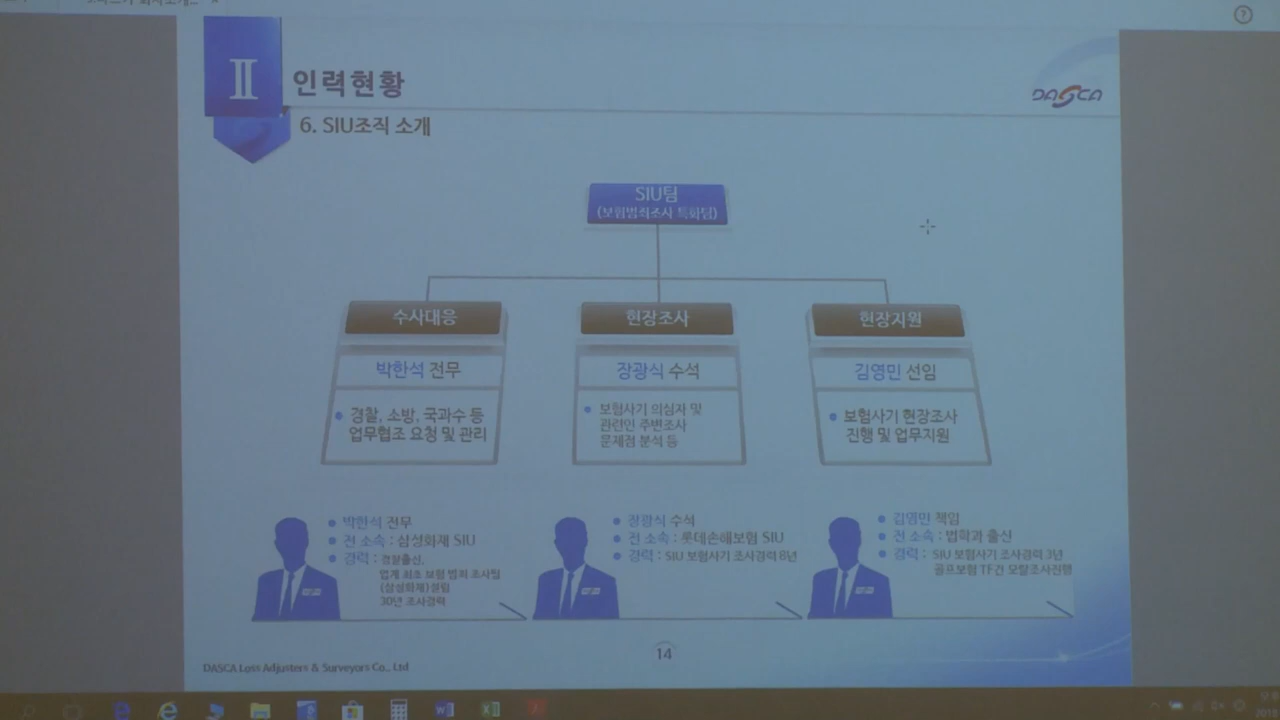 II
인력현황
DASCA
6. SIU조직 소개
SIU팀
(보험범죄조사 특화팀)
수사대응
박한석 전무
경찰, 소방, 국과수 등
업무협조 요청 및 관리
현장조사
장광식 수석
보험사기 의심자 및
관련인 주변조사
문제점 분석 등
현장지원
김영민 선임
보험사기 현장조사
진행 및 업무지원
박한석 전무
전 소속 : 삼성화재 SIU
경력 : 경찰출신,
업계 최초 보험 범죄 조사팀
(삼성화재)설립
30년 조사경력
장광식 수석
전 소속 : 롯데손해보험 SIU
경력 : SIU 보험사기 조사경력 8년
김영민 책임
전 소속 : 법학과 출신
경력 : SIU 보험사기 조사경력 3년
골프보험 TF건 모랄조사진행
14
DASCA Loss Adjusters & Surveyors Co., Ltd